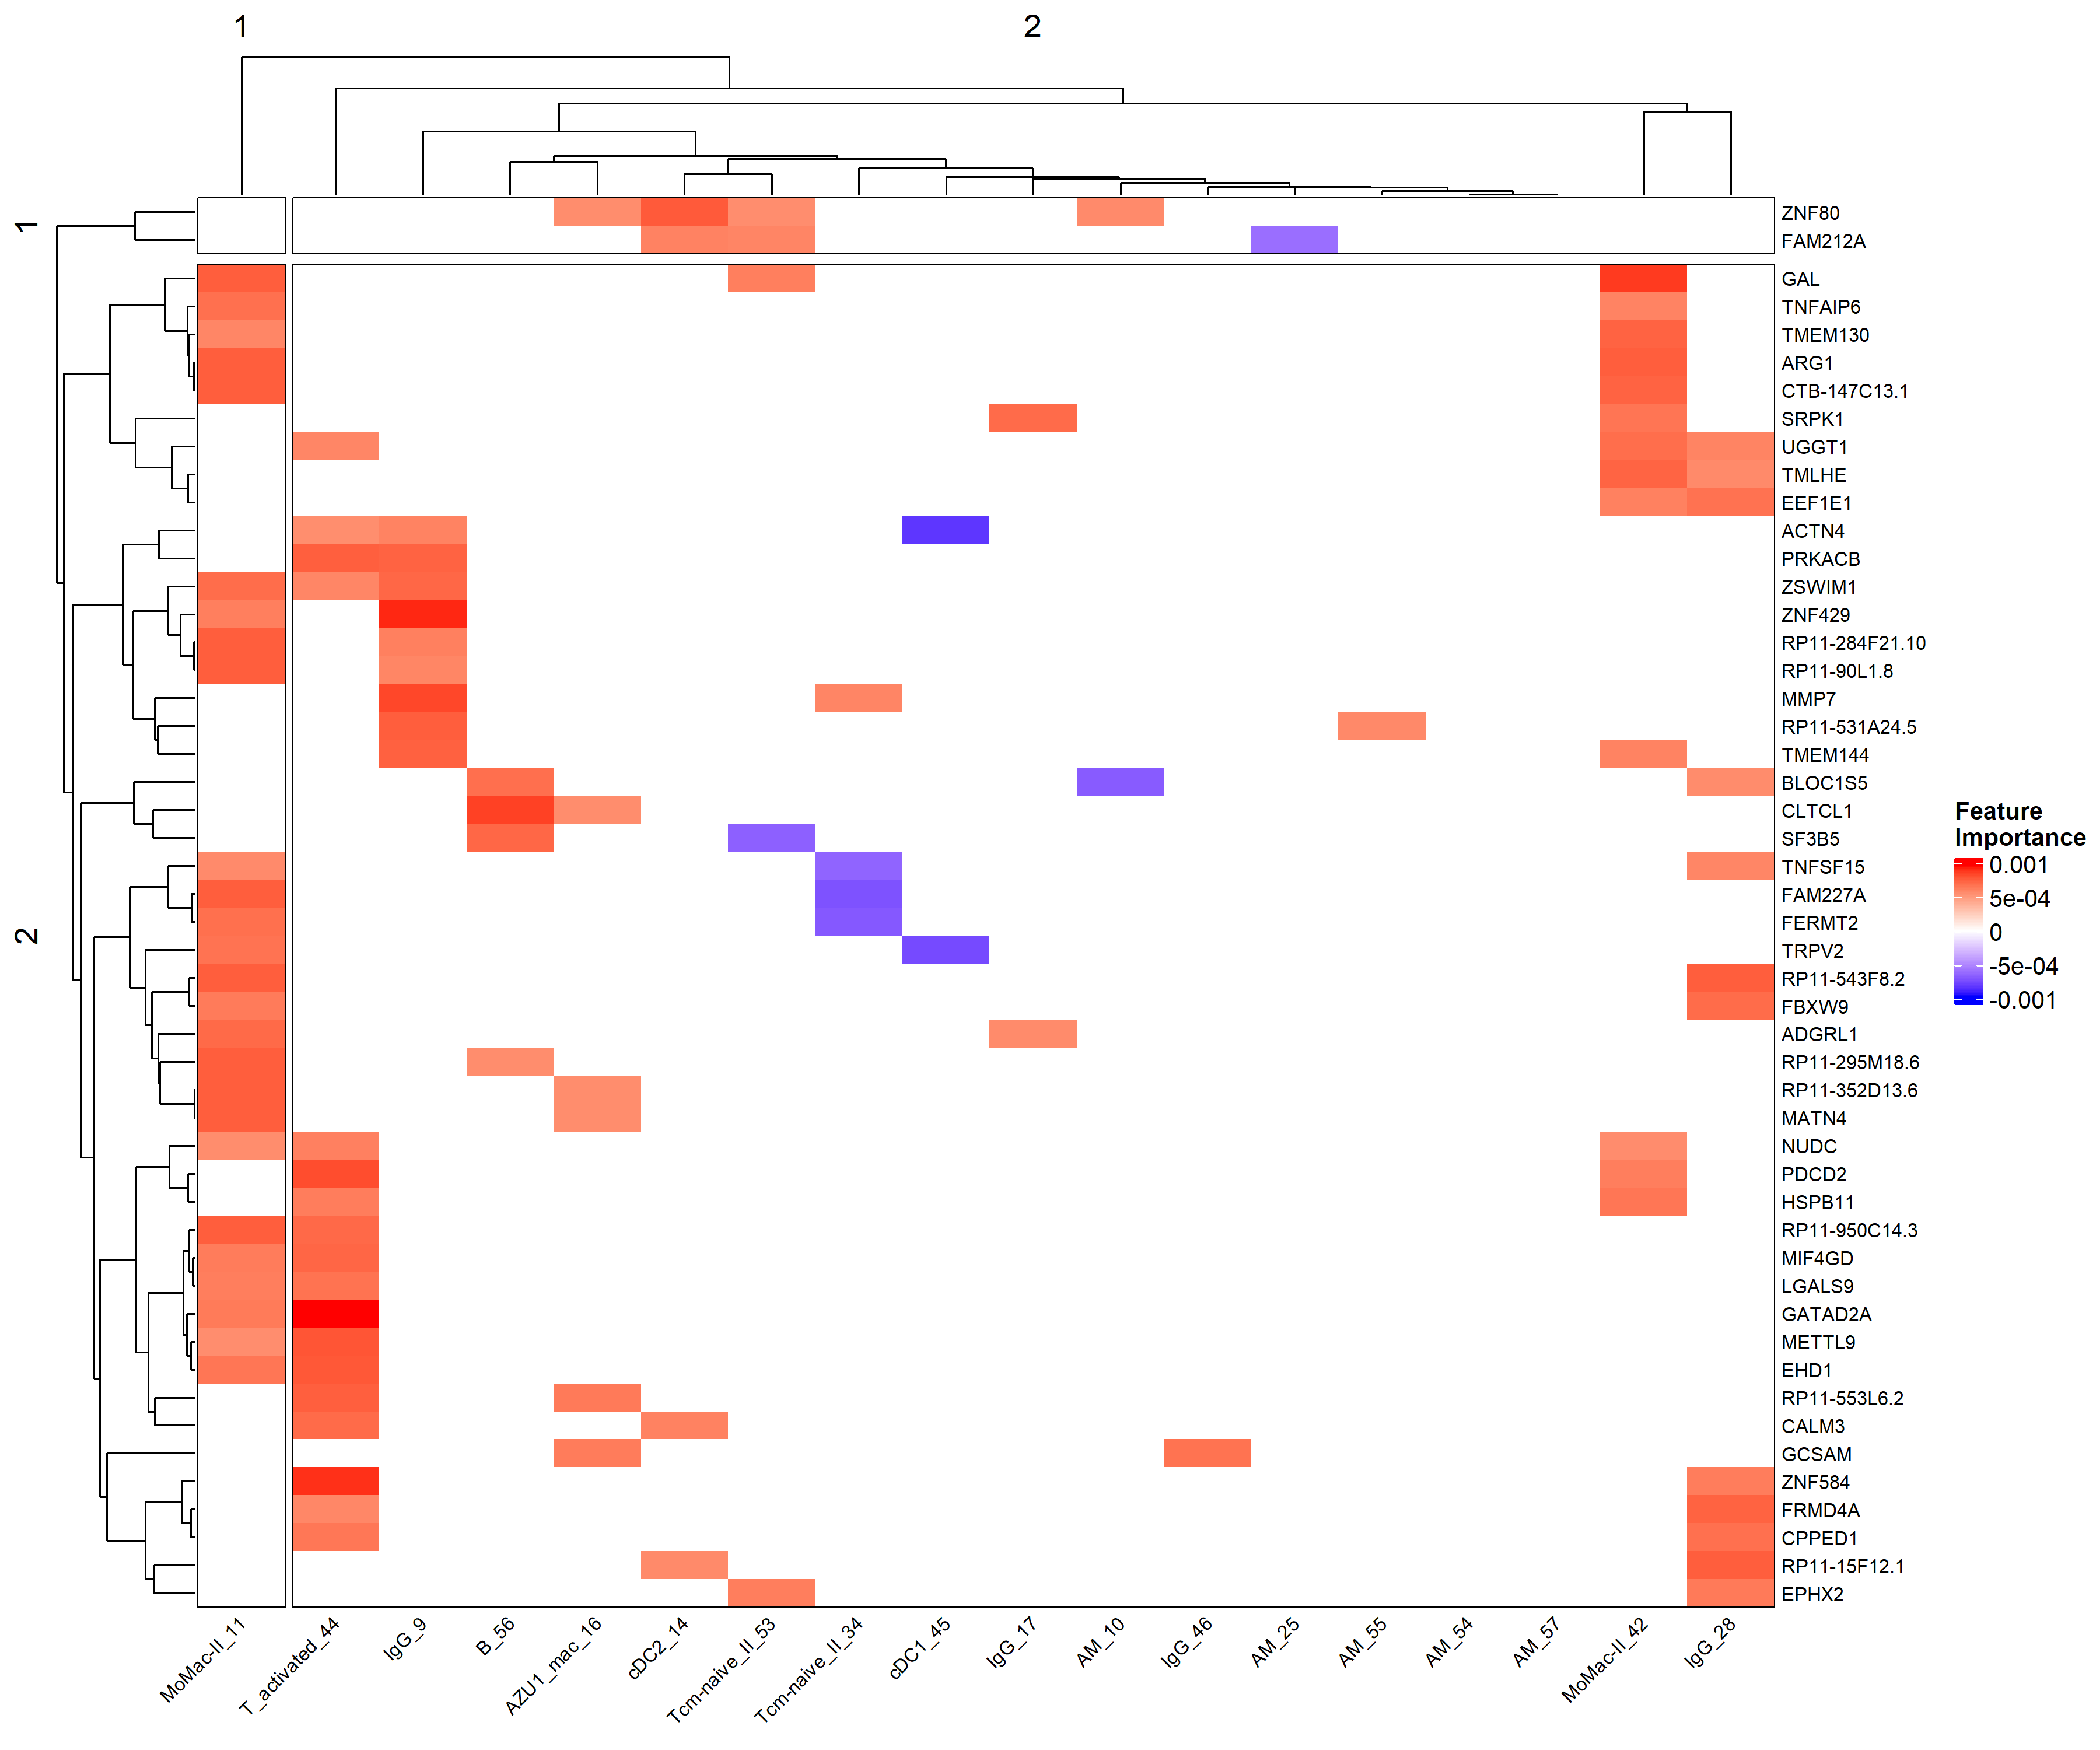 1
2
1
2
ZNF80
FAM212A
GAL
TNFAIP6
TMEM130
ARG1
CTB-147C13.1
SRPK1
UGGT1
TMLHE
EEF1E1
ACTN4
PRKACB
ZSWIM1
ZNF429
RP11-284F21.10
RP11-90L1.8
MMP7
RP11-531A24.5
TMEM144
BLOC1S5
CLTCL1
SF3B5
TNFSF15
FAM227A
FERMT2
TRPV2
RP11-543F8.2
FBXW9
ADGRL1
RP11-295M18.6
RP11-352D13.6
MATN4
NUDC
PDCD2
HSPB11
RP11-950C14.3
MIF4GD
LGALS9
GATAD2A
METTL9
EHD1
RP11-553L6.2
CALM3
GCSAM
ZNF584
FRMD4A
CPPED1
RP11-15F12.1
EPHX2
MoMac-II_11
T_activated_44
IgG_9
B_56
AZU1_mac_16
cDC2_14
Tcm-naive_II_53
Tcm-naive_II_34
cDC1_45
IgG_17
AM_10
IgG_46
AM_25
AM_55
AM_54
AM_57
MoMac-II_42
IgG_28
Feature
Importance
0.001
5e-04
0
-5e-04
-0.001